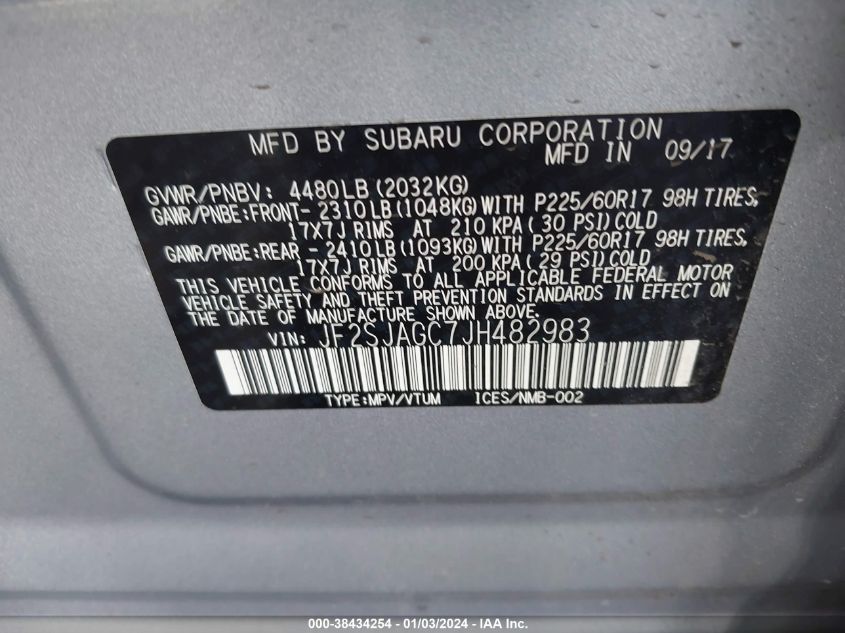 MFD BY SUBARU CORPORATION
MFD IN 09/17
GVWR/PNBV: 4480LB(2032KG)
GAWR/PNBE:FRONT- 2310LB(1048KG)WITH P225/60R17 98H TIRES,
17X7J RIMS AT 210 KPA(30 PSI)COLD
GAWR/PNBE:REAR - 2410LB(1093KG)WITH P225/60R17 98H TIRES,
17X7J RIMS AT 200 KPA(29 PSI)COLD
THIS VEHICLE CONFORMS TO ALL APPLICABLE FEDERAL MOTOR
VEHICLE SAFETY AND THEFT PREVENTION STANDARDS IN EFFECT ON
THE DATE OF MANUFACTURE SHOWN ABOVE.
VIN: JF2SJAGC7JH482983
TYPE:MPV/VTUM ICES/NMB-002
000-38434254 — 01/03/2024 — IAA Inc.